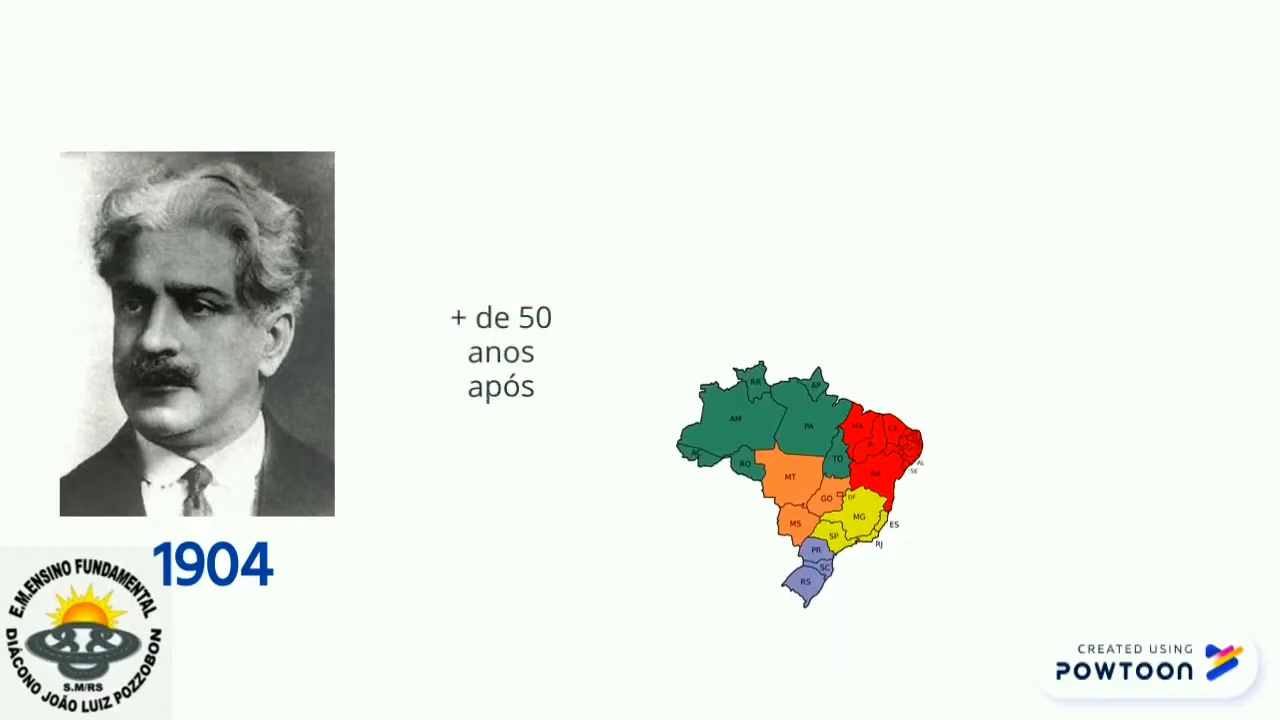 + de 50
anos
após
RR
AP
AM
PA
MA
CE
PI
RO
TO
AL
SE
BA
MT
GO
DF
MG
ES
MS
SP
RJ
PR
SC
RS
1904
E.M.ENSINO FUNDAMENTAL
DIÁCONO JOÃO LUIZ POZZOBON
S.M/RS
CREATED USING
POWTOON